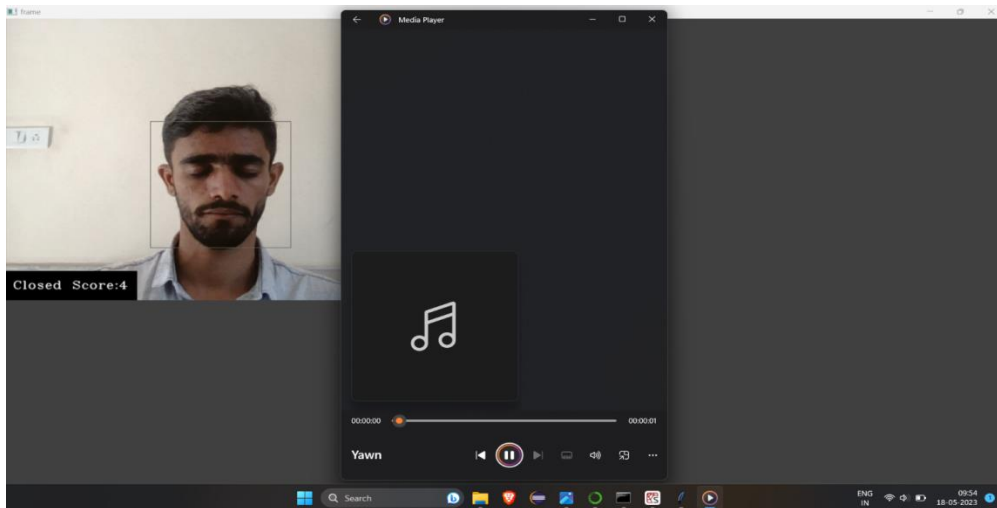 frame
Media Player
Closed Score:4
00:00:00
00:00:01
Yawn
Search
ENG
IN
09:54
18-05-2023
1